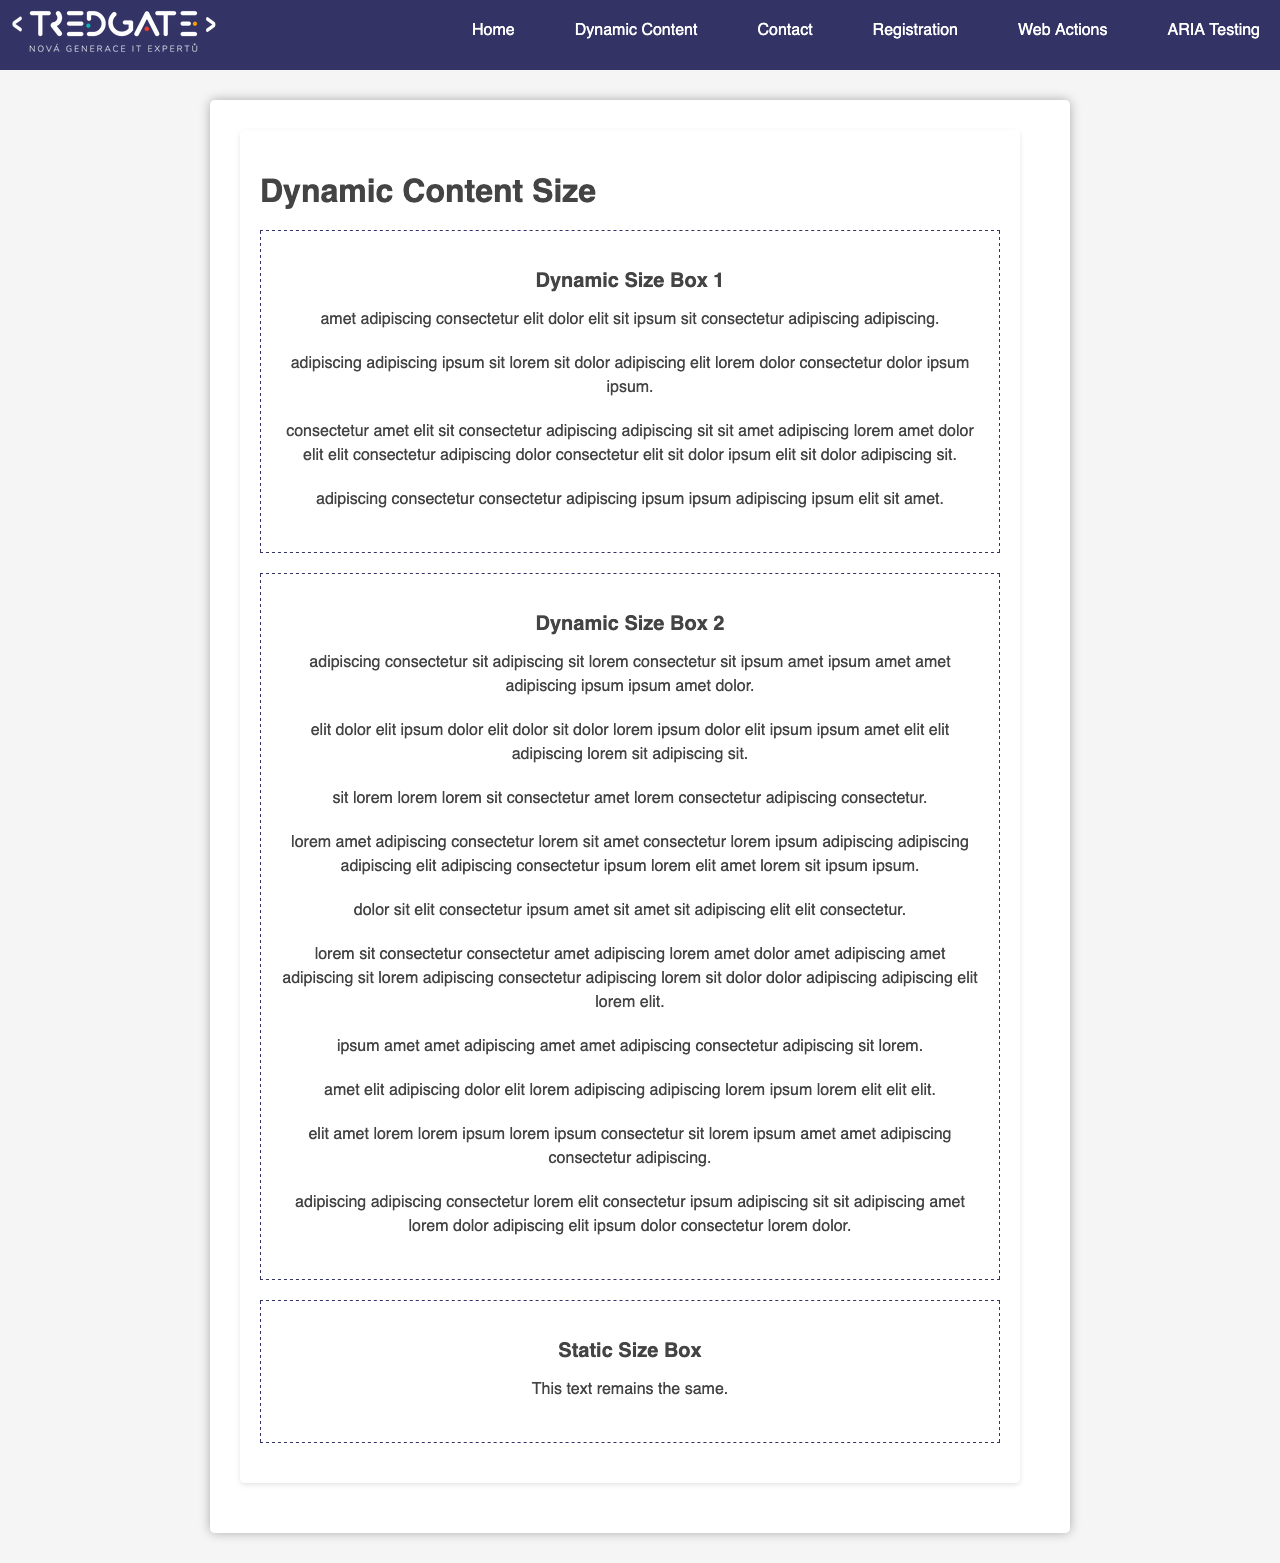 < TREDGATE >
NOVÁ GENERACE IT EXPERTŮ
Home
Dynamic Content
Contact
Registration
Web Actions
ARIA Testing
Dynamic Content Size
Dynamic Size Box 1
amet adipiscing consectetur elit dolor elit sit ipsum sit consectetur adipiscing adipiscing.
adipiscing adipiscing ipsum sit lorem sit dolor adipiscing elit lorem dolor consectetur dolor ipsum
ipsum.
consectetur amet elit sit consectetur adipiscing adipiscing sit sit amet adipiscing lorem amet dolor
elit elit consectetur adipiscing dolor consectetur elit sit dolor ipsum elit sit dolor adipiscing sit.
adipiscing consectetur consectetur adipiscing ipsum ipsum adipiscing ipsum elit sit amet.
Dynamic Size Box 2
adipiscing consectetur sit adipiscing sit lorem consectetur sit ipsum amet ipsum amet amet
adipiscing ipsum ipsum amet dolor.
elit dolor elit ipsum dolor elit dolor sit dolor lorem ipsum dolor elit ipsum ipsum amet elit elit
adipiscing lorem sit adipiscing sit.
sit lorem lorem lorem sit consectetur amet lorem consectetur adipiscing consectetur.
lorem amet adipiscing consectetur lorem sit amet consectetur lorem ipsum adipiscing adipiscing
adipiscing elit adipiscing consectetur ipsum lorem elit amet lorem sit ipsum ipsum.
dolor sit elit consectetur ipsum amet sit amet sit adipiscing elit elit consectetur.
lorem sit consectetur consectetur amet adipiscing lorem amet dolor amet adipiscing amet
adipiscing sit lorem adipiscing consectetur adipiscing lorem sit dolor dolor adipiscing adipiscing elit
lorem elit.
ipsum amet amet adipiscing amet amet adipiscing consectetur adipiscing sit lorem.
amet elit adipiscing dolor elit lorem adipiscing adipiscing lorem ipsum lorem elit elit elit.
elit amet lorem lorem ipsum lorem ipsum consectetur sit lorem ipsum amet amet adipiscing
consectetur adipiscing.
adipiscing adipiscing consectetur lorem elit consectetur ipsum adipiscing sit sit adipiscing amet
lorem dolor adipiscing elit ipsum dolor consectetur lorem dolor.
Static Size Box
This text remains the same.